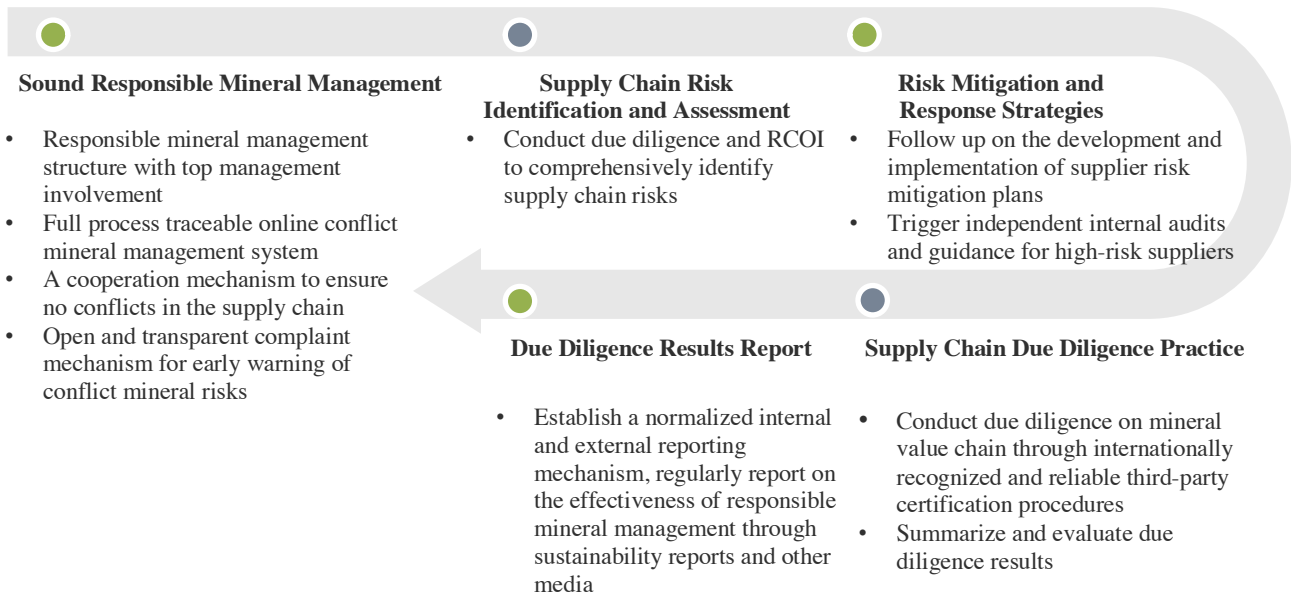 Sound Responsible Mineral Management
• Responsible mineral management
structure with top management
involvement
• Full process traceable online conflict
mineral management system
• A cooperation mechanism to ensure
no conflicts in the supply chain
• Open and transparent complaint
mechanism for early warning of
conflict mineral risks
Supply Chain Risk
Identification and Assessment
• Conduct due diligence and RCOI
to comprehensively identify
supply chain risks
Risk Mitigation and
Response Strategies
• Follow up on the development and
implementation of supplier risk
mitigation plans
• Trigger independent internal audits
and guidance for high-risk suppliers
Supply Chain Due Diligence Practice
• Conduct due diligence on mineral
value chain through internationally
recognized and reliable third-party
certification procedures
• Summarize and evaluate due
diligence results
Due Diligence Results Report
• Establish a normalized internal
and external reporting
mechanism, regularly report on
the effectiveness of responsible
mineral management through
sustainability reports and other
media